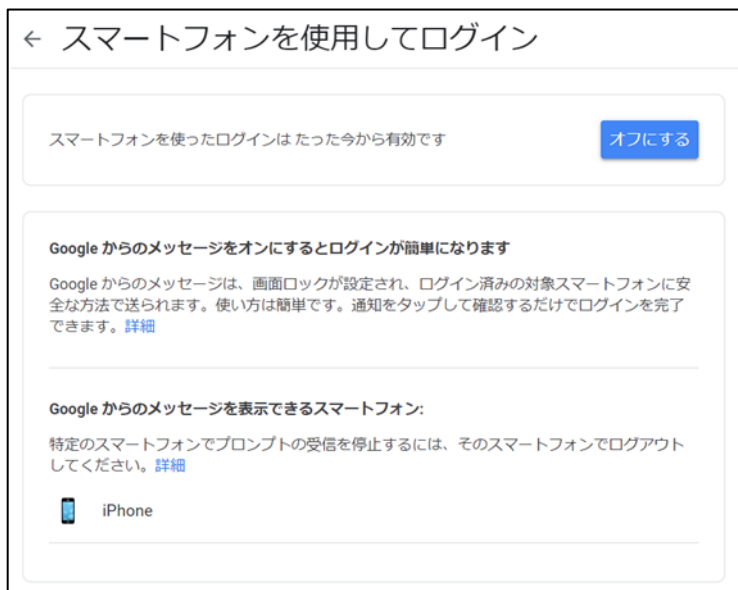 ← スマートフォンを使用してログイン
スマートフォンを使ったログインは たった今から有効です
オフにする
Google からのメッセージをオンにするとログインが簡単になります
Google からのメッセージは、画面ロックが設定され、ログイン済みの対象スマートフォンに安
全な方法で送られます。使い方は簡単です。通知をタップして確認するだけでログインを完了
できます。詳細
Google からのメッセージを表示できるスマートフォン:
特定のスマートフォンでプロンプトの受信を停止するには、そのスマートフォンでログアウト
してください。詳細
iPhone